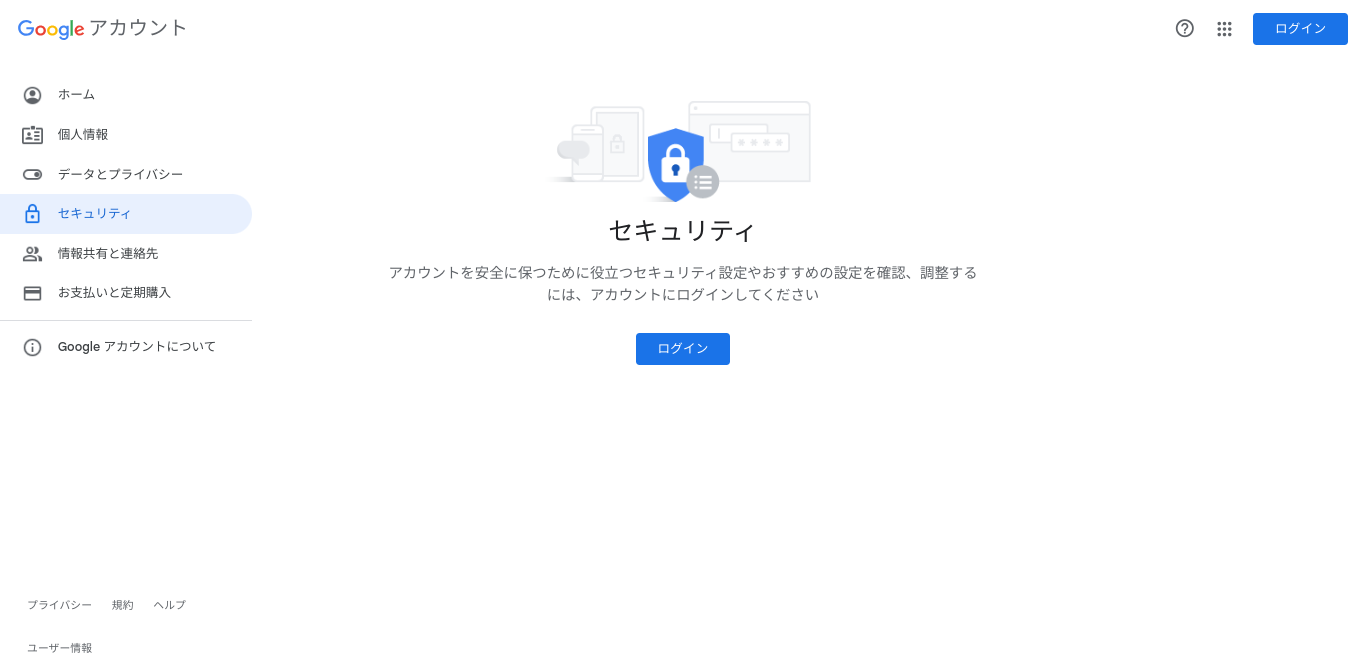 Google アカウント
ログイン
ホーム
個人情報
データとプライバシー
セキュリティ
情報共有と連絡先
お支払いと定期購入
Google アカウントについて
セキュリティ
アカウントを安全に保つために役立つセキュリティ設定やおすすめの設定を確認、調整する
には、アカウントにログインしてください
ログイン
プライバシー 規約 ヘルプ
ユーザー情報